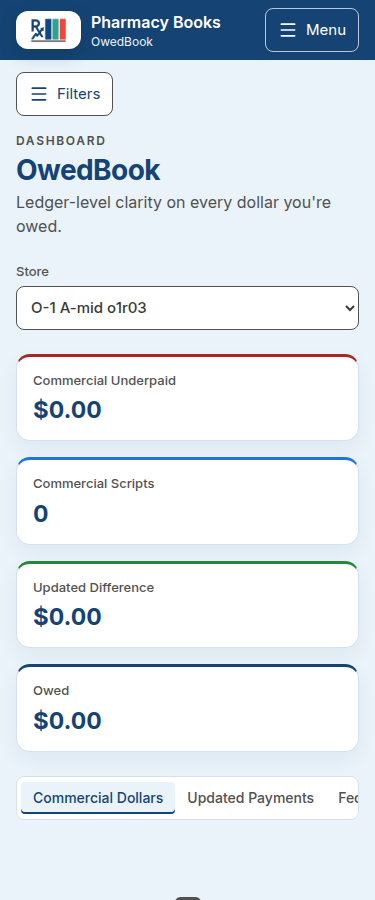 Rx
Pharmacy Books
OwedBook
Menu
Filters
DASHBOARD
OwedBook
Ledger-level clarity on every dollar you're
owed.
Store
O-1 A-mid o1r03
Commercial Underpaid
$0.00
Commercial Scripts
0
Updated Difference
$0.00
Owed
$0.00
Commercial Dollars Updated Payments